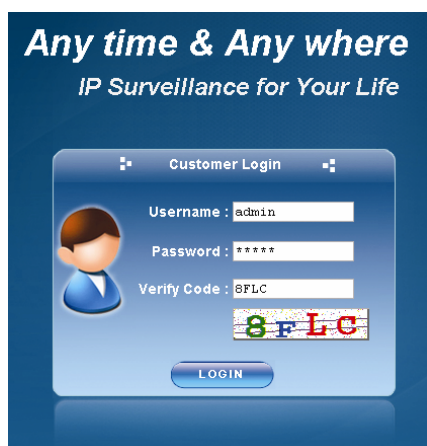 Any time & Any where
IP Surveillance for Your Life
Customer Login
Username : admin
Password : *****
Verify Code : 8FLC
8FLC
LOGIN